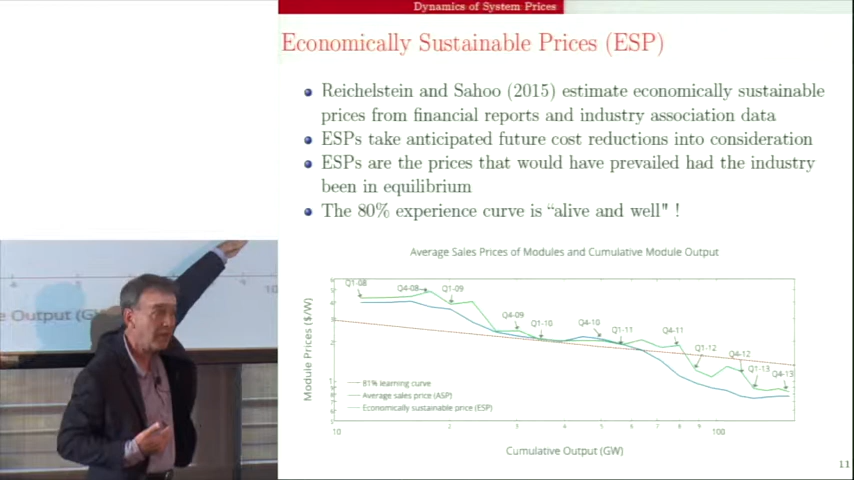 Dynamics of System Prices
Economically Sustainable Prices (ESP)
Reichelstein and Sahoo (2015) estimate economically sustainable
prices from financial reports and industry association data
ESPs take anticipated future cost reductions into consideration
ESPs are the prices that would have prevailed had the industry
been in equilibrium
The 80% experience curve is “alive and well" !
Average Sales Prices of Modules and Cumulative Module Output
Module Prices ($/W)
Q1-08
Q4-08
Q1-09
Q4-09
Q1-10
Q4-10
Q1-11
Q4-11
Q1-12
Q4-12
Q1-13
Q4-13
81% learning curve
Average sales price (ASP)
Economically sustainable price (ESP)
10
100
Cumulative Output (GW)
11
e Output (GW
10